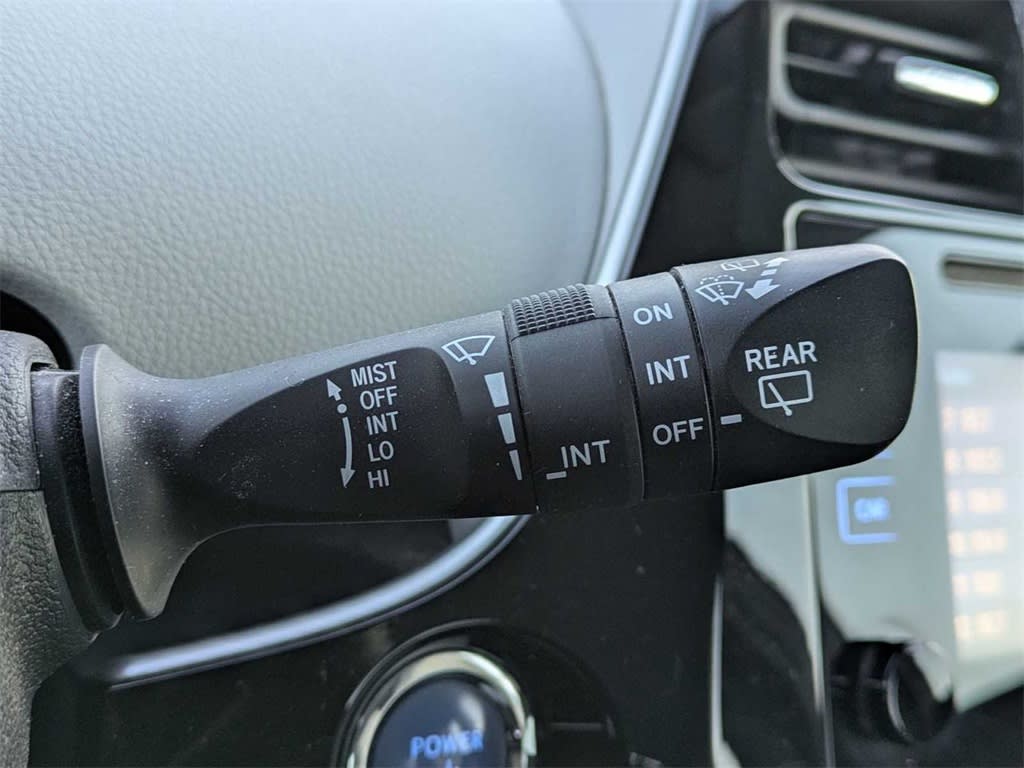 MIST
OFF
INT
LO
HI
INT
ON
INT
OFF
REAR
POWER